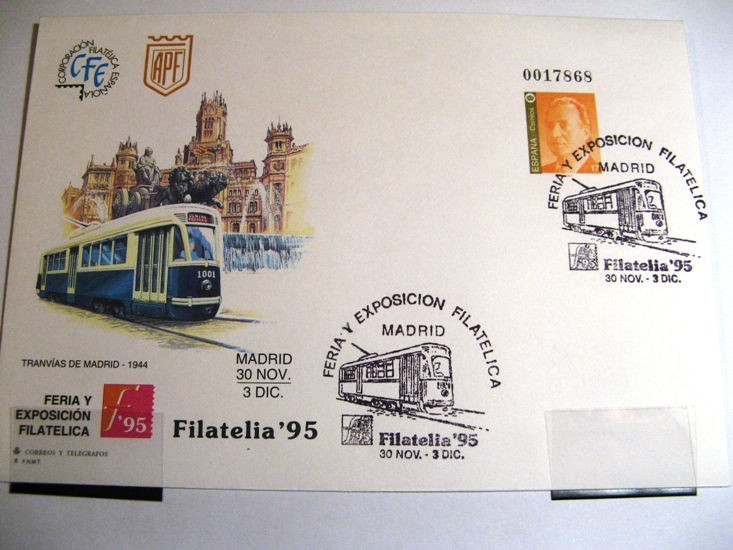 CORPORACIÓN FILATÉLICA ESPAÑOLA
CFE
APF
0017868
ESPAÑA Correos
FERIA Y EXPOSICION FILATELICA
MADRID
Filatelia '95
30 NOV. - 3 DIC.
1001
TRANVÍAS DE MADRID - 1944
MADRID
30 NOV.
3 DIC.
FERIA Y EXPOSICION FILATELICA
MADRID
2
Filatelia '95
30 NOV. - 3 DIC.
FERIA Y
EXPOSICIÓN
FILATELICA
'95
Filatelia '95
CORREOS Y TELEGRAFOS
F.N.M.T.